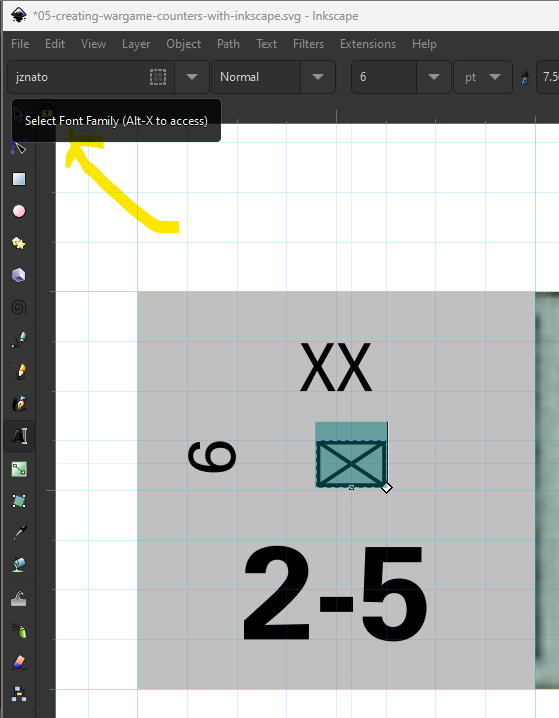 *05-creating-wargame-counters-with-inkscape.svg - Inkscape
File Edit View Layer Object Path Text Filters Extensions Help
jznato Normal 6 pt 7.5
Select Font Family (Alt-X to access)
XX
6
2-5